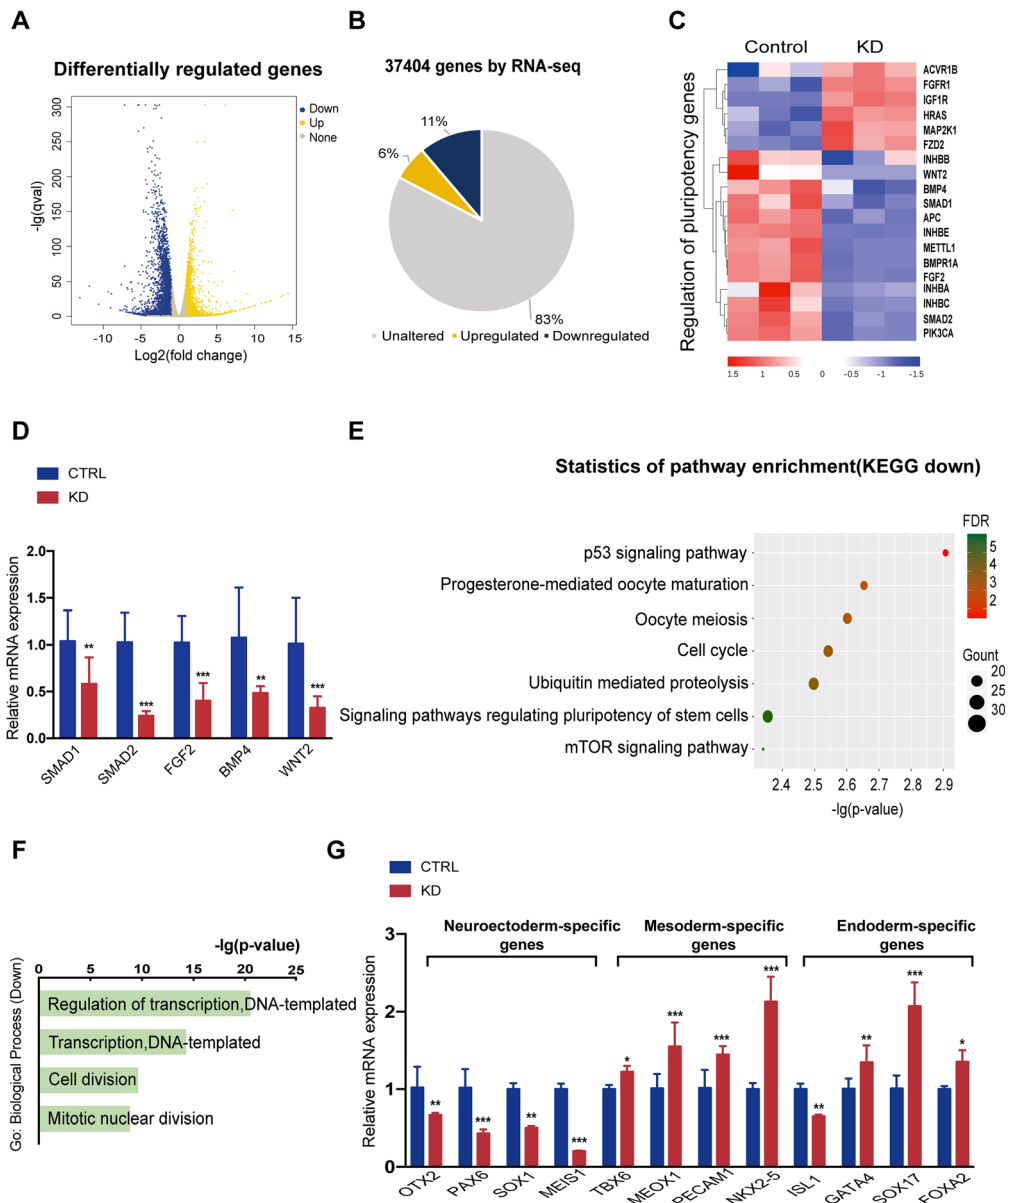 A
Differentially regulated genes
Down
Up
None
300
250
200
150
100
50
0
-lg(qval)
-10
-5
0
5
10
15
Log2(fold change)
B
37404 genes by RNA-seq
11%
6%
83%
Unaltered
Upregulated
Downregulated
C
Control
KD
Regulation of pluripotency genes
ACVR1B
FGFR1
IGF1R
HRAS
MAP2K1
FZD2
INHBB
WNT2
BMP4
SMAD1
APC
INHBE
METTL1
BMPR1A
FGF2
INHBA
INHBC
SMAD2
PIK3CA
1.5
1
0.5
0
-0.5
-1
-1.5
D
CTRL
KD
Relative mRNA expression
2.0
1.5
1.0
0.5
0.0
**
***
***
**
***
SMAD1
SMAD2
FGF2
BMP4
WNT2
E
Statistics of pathway enrichment(KEGG down)
p53 signaling pathway
Progesterone-mediated oocyte maturation
Oocyte meiosis
Cell cycle
Ubiquitin mediated proteolysis
Signaling pathways regulating pluripotency of stem cells
mTOR signaling pathway
2.4
2.5
2.6
2.7
2.8
2.9
-lg(p-value)
FDR
5
4
3
2
Gount
20
25
30
F
-lg(p-value)
0
5
10
15
20
25
Go: Biological Process (Down)
Regulation of transcription,DNA-templated
Transcription,DNA-templated
Cell division
Mitotic nuclear division
G
CTRL
KD
Neuroectoderm-specific
genes
Mesoderm-specific
genes
Endoderm-specific
genes
Relative mRNA expression
3
2
1
0
**
***
**
***
*
***
***
***
**
**
***
*
OTX2
PAX6
SOX1
MEIS1
TBX6
MEOX1
PECAM1
NKX2-5
ISL1
GATA4
SOX17
FOXA2